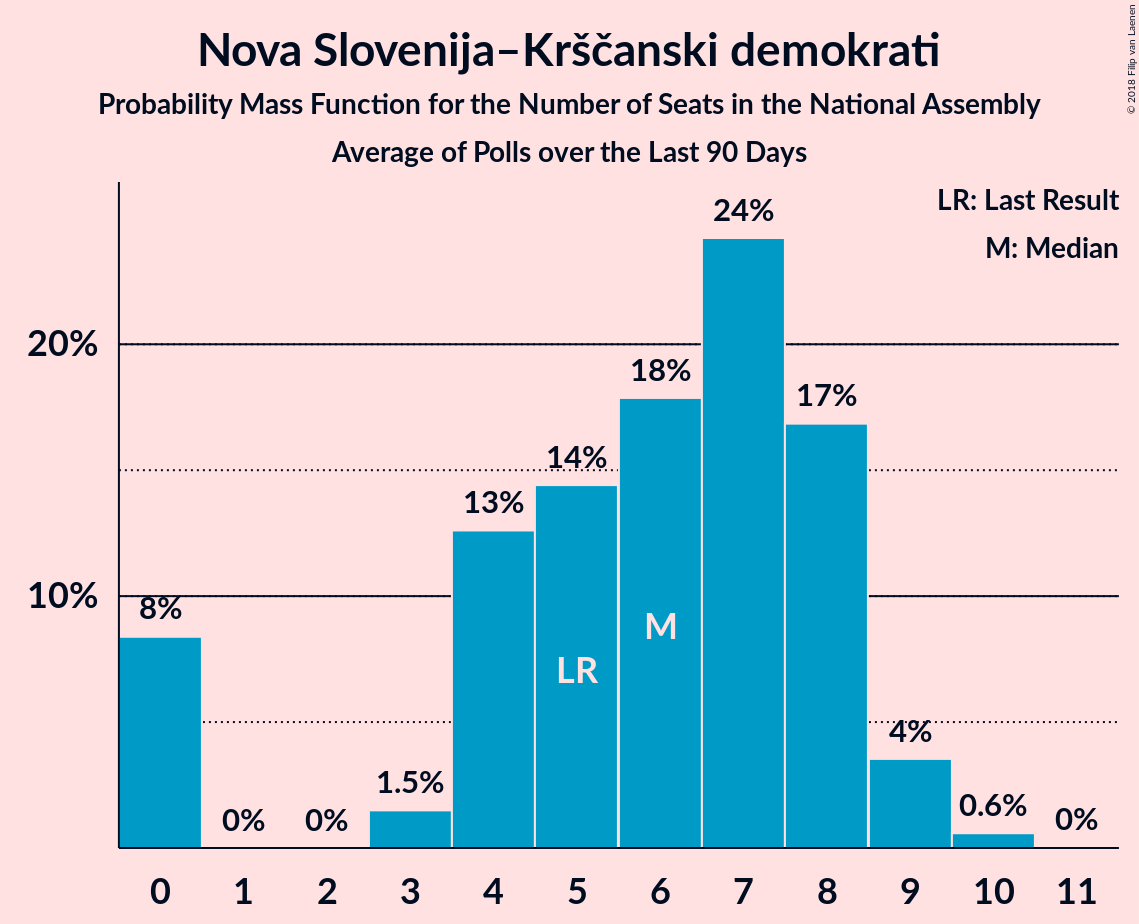 Nova Slovenija–Krščanski demokrati
Probability Mass Function for the Number of Seats in the National Assembly
Average of Polls over the Last 90 Days
© 2018 Filip van Laenen
LR: Last Result
M: Median
24%
20%
18%
17%
14%
13%
10%
8%
M
LR
4%
1.5%
0.6%
0%
0%
0%
0 1 2 3 4 5 6 7 8 9 10 11